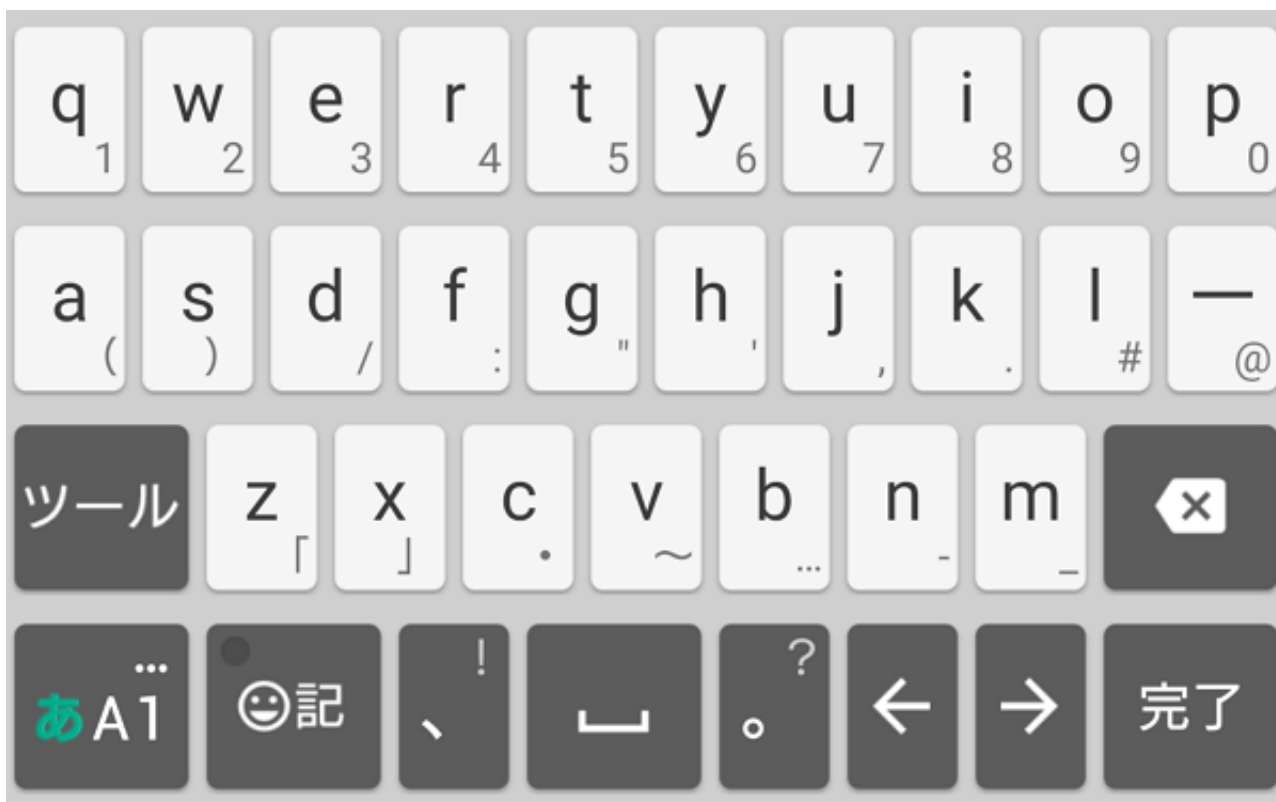 q 1 w 2 e 3 r 4 t 5 y 6 u 7 i 8 o 9 p 0
a ( s ) d / f : g " h ' j , k . l # ー @
ツール z 「 x 」 c • v ～ b … n - m _
… あA1 記 ! 、 ? 。 ← → 完了